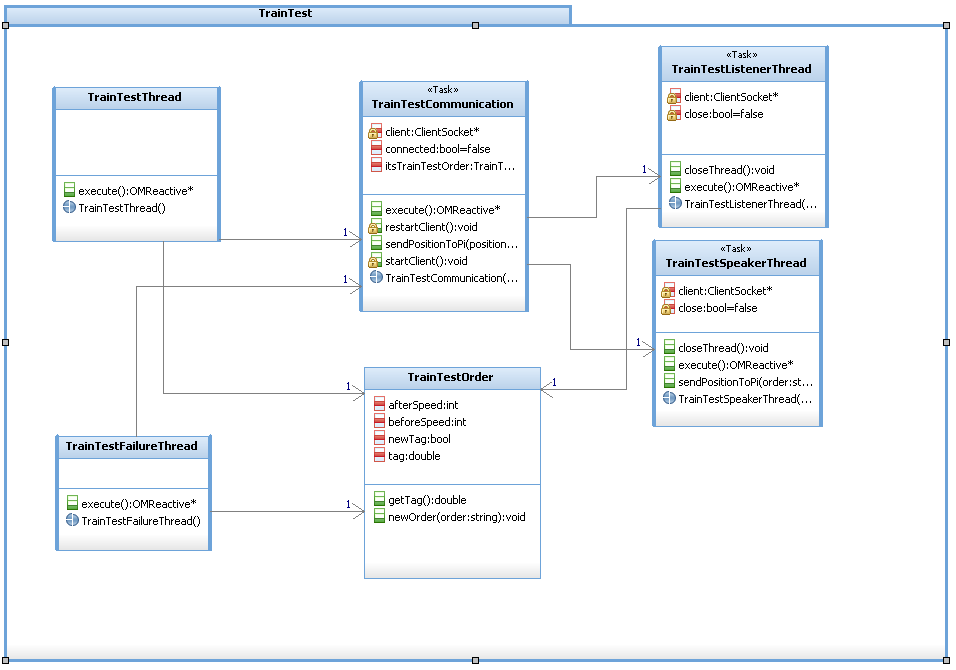 TrainTest
TrainTestThread
execute():OMReactive*
TrainTestThread()
«Task»
TrainTestCommunication
client:ClientSocket*
connected:bool=false
itsTrainTestOrder:TrainT...
execute():OMReactive*
restartClient():void
sendPositionToPi(position...
startClient():void
TrainTestCommunication(...
«Task»
TrainTestListenerThread
client:ClientSocket*
close:bool=false
closeThread():void
execute():OMReactive*
TrainTestListenerThread(...
«Task»
TrainTestSpeakerThread
client:ClientSocket*
close:bool=false
closeThread():void
execute():OMReactive*
sendPositionToPi(order:st...
TrainTestSpeakerThread(...
TrainTestOrder
afterSpeed:int
beforeSpeed:int
newTag:bool
tag:double
getTag():double
newOrder(order:string):void
TrainTestFailureThread
execute():OMReactive*
TrainTestFailureThread()
1
1
1
1
1
1
1